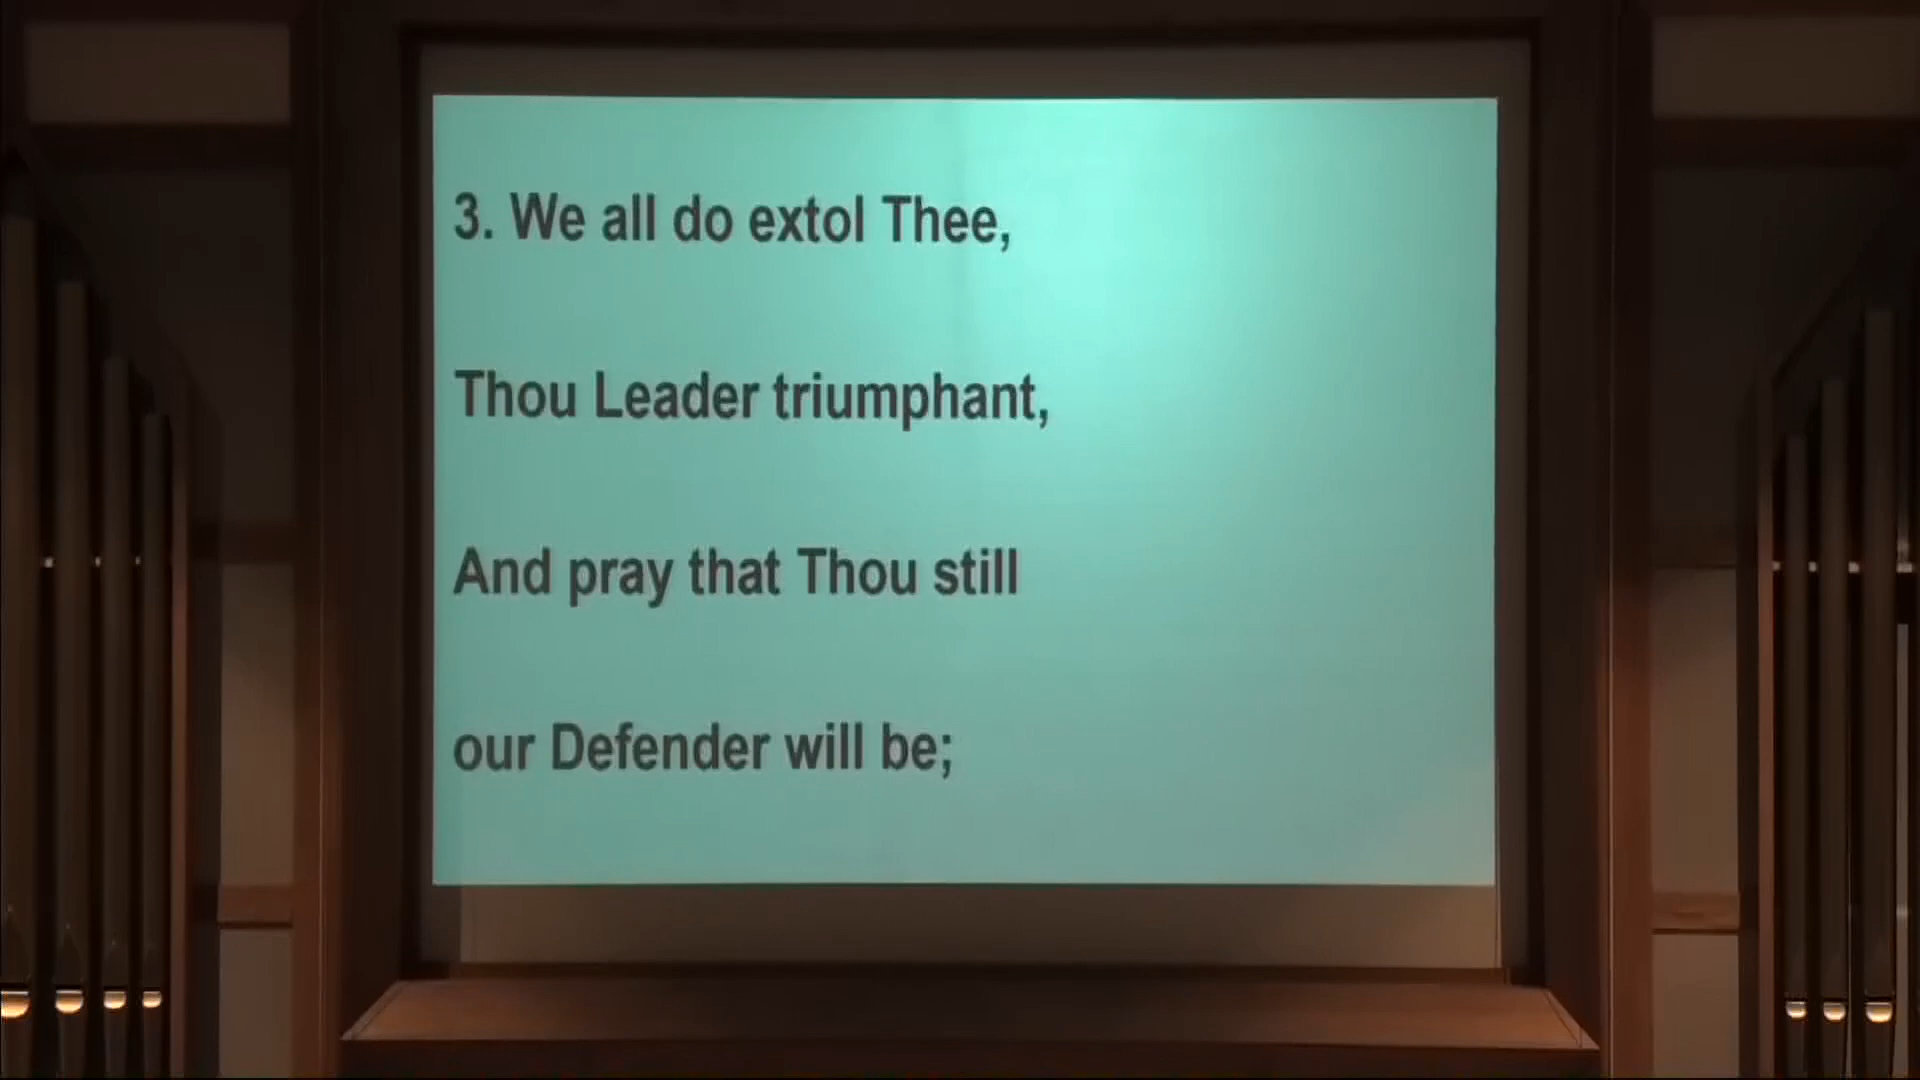 3. We all do extol Thee,
Thou Leader triumphant,
And pray that Thou still
our Defender will be;